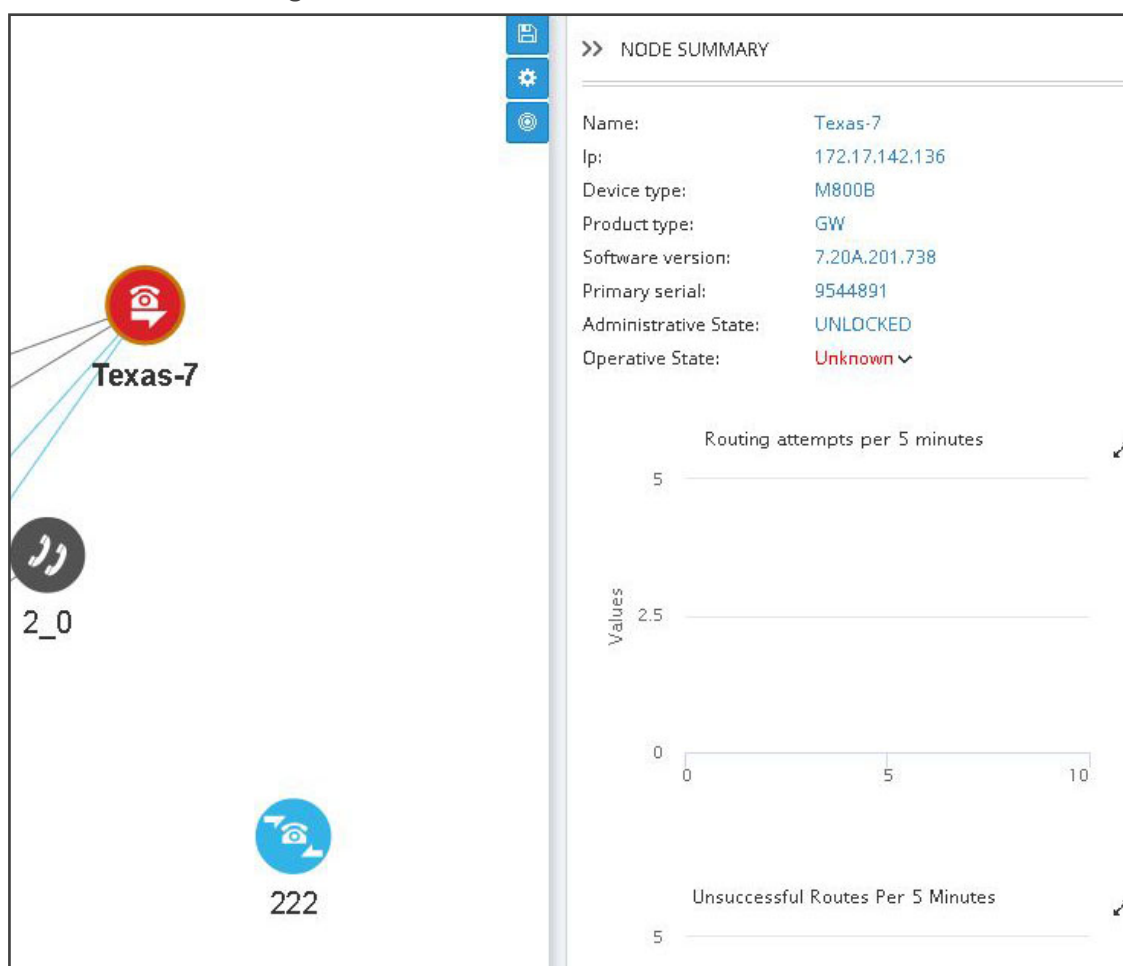 Texas-7
2_0
222
NODE SUMMARY
Name: Texas-7
Ip: 172.17.142.136
Device type: M800B
Product type: GW
Software version: 7.20A.201.738
Primary serial: 9544891
Administrative State: UNLOCKED
Operative State: Unknown
Routing attempts per 5 minutes
5
2.5
0
Values
0 5 10
Unsuccessful Routes Per 5 Minutes
5